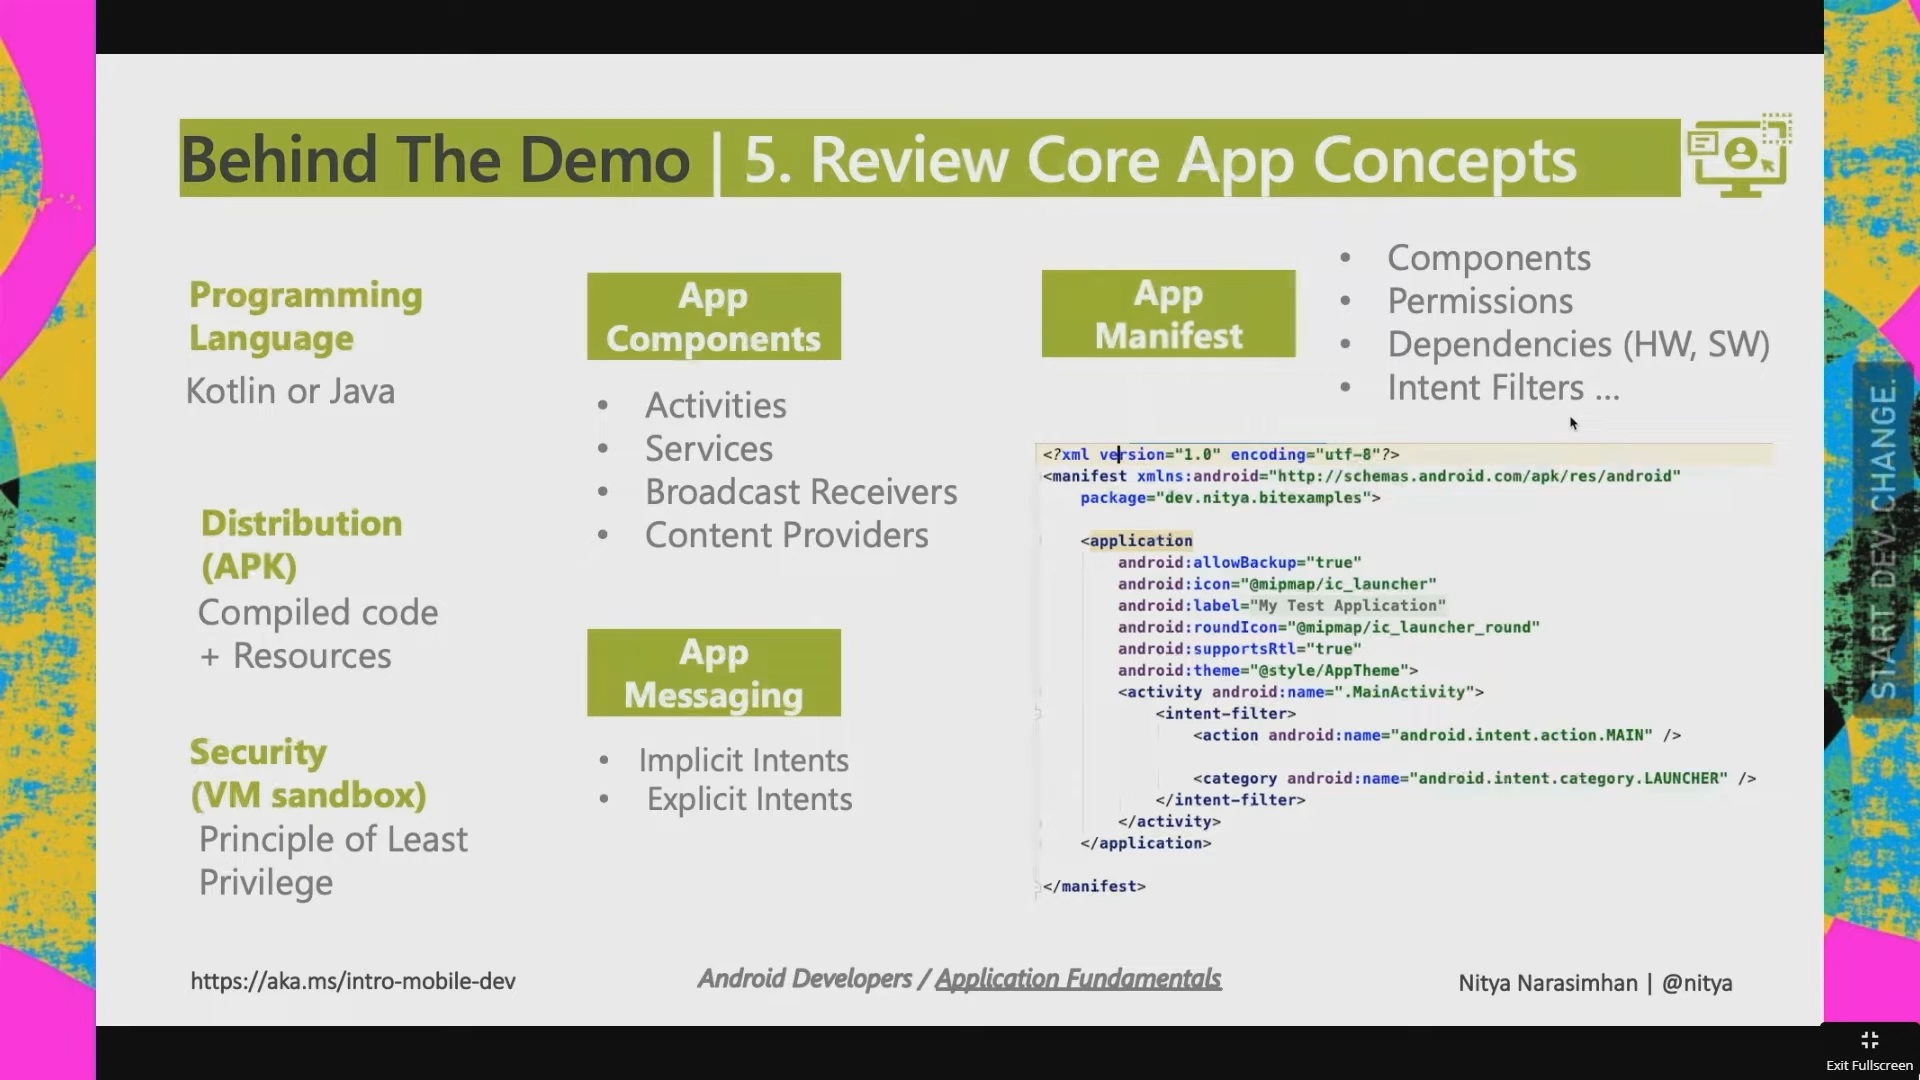 Behind The Demo | 5. Review Core App Concepts
Programming
Language
Kotlin or Java
Distribution
(APK)
Compiled code
+ Resources
Security
(VM sandbox)
Principle of Least
Privilege
App
Components
• Activities
• Services
• Broadcast Receivers
• Content Providers
App
Messaging
• Implicit Intents
• Explicit Intents
App
Manifest
• Components
• Permissions
• Dependencies (HW, SW)
• Intent Filters ...
<?xml version="1.0" encoding="utf-8"?>
<manifest xmlns:android="http://schemas.android.com/apk/res/android"
package="dev.nitya.bitexamples">
<application
android:allowBackup="true"
android:icon="@mipmap/ic_launcher"
android:label="My Test Application"
android:roundIcon="@mipmap/ic_launcher_round"
android:supportsRtl="true"
android:theme="@style/AppTheme">
<activity android:name=".MainActivity">
<intent-filter>
<action android:name="android.intent.action.MAIN" />
<category android:name="android.intent.category.LAUNCHER" />
</intent-filter>
</activity>
</application>
</manifest>
https://aka.ms/intro-mobile-dev
Android Developers / Application Fundamentals
Nitya Narasimhan | @nitya
START. DEV. CHANGE.
Exit Fullscreen